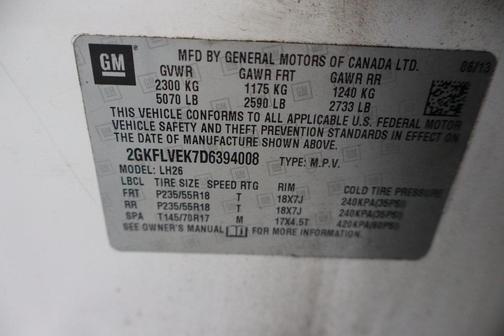 GM
MFD BY GENERAL MOTORS OF CANADA LTD. 06/13
GVWR GAWR FRT GAWR RR
2300 KG 1175 KG 1240 KG
5070 LB 2590 LB 2733 LB
THIS VEHICLE CONFORMS TO ALL APPLICABLE U.S. FEDERAL MOTOR
VEHICLE SAFETY AND THEFT PREVENTION STANDARDS IN EFFECT ON
THE DATE OF MANUFACTURE SHOWN ABOVE.
2GKFLVEK7D6394008 TYPE: M.P.V.
MODEL: LH26
LBCL TIRE SIZE SPEED RTG RIM COLD TIRE PRESSURE
FRT P235/55R18 T 18X7J 240KPA(35PSI)
RR P235/55R18 T 18X7J 240KPA(35PSI)
SPA T145/70R17 M 17X4.5T 420KPA(60PSI)
SEE OWNER'S MANUAL FOR MORE INFORMATION.